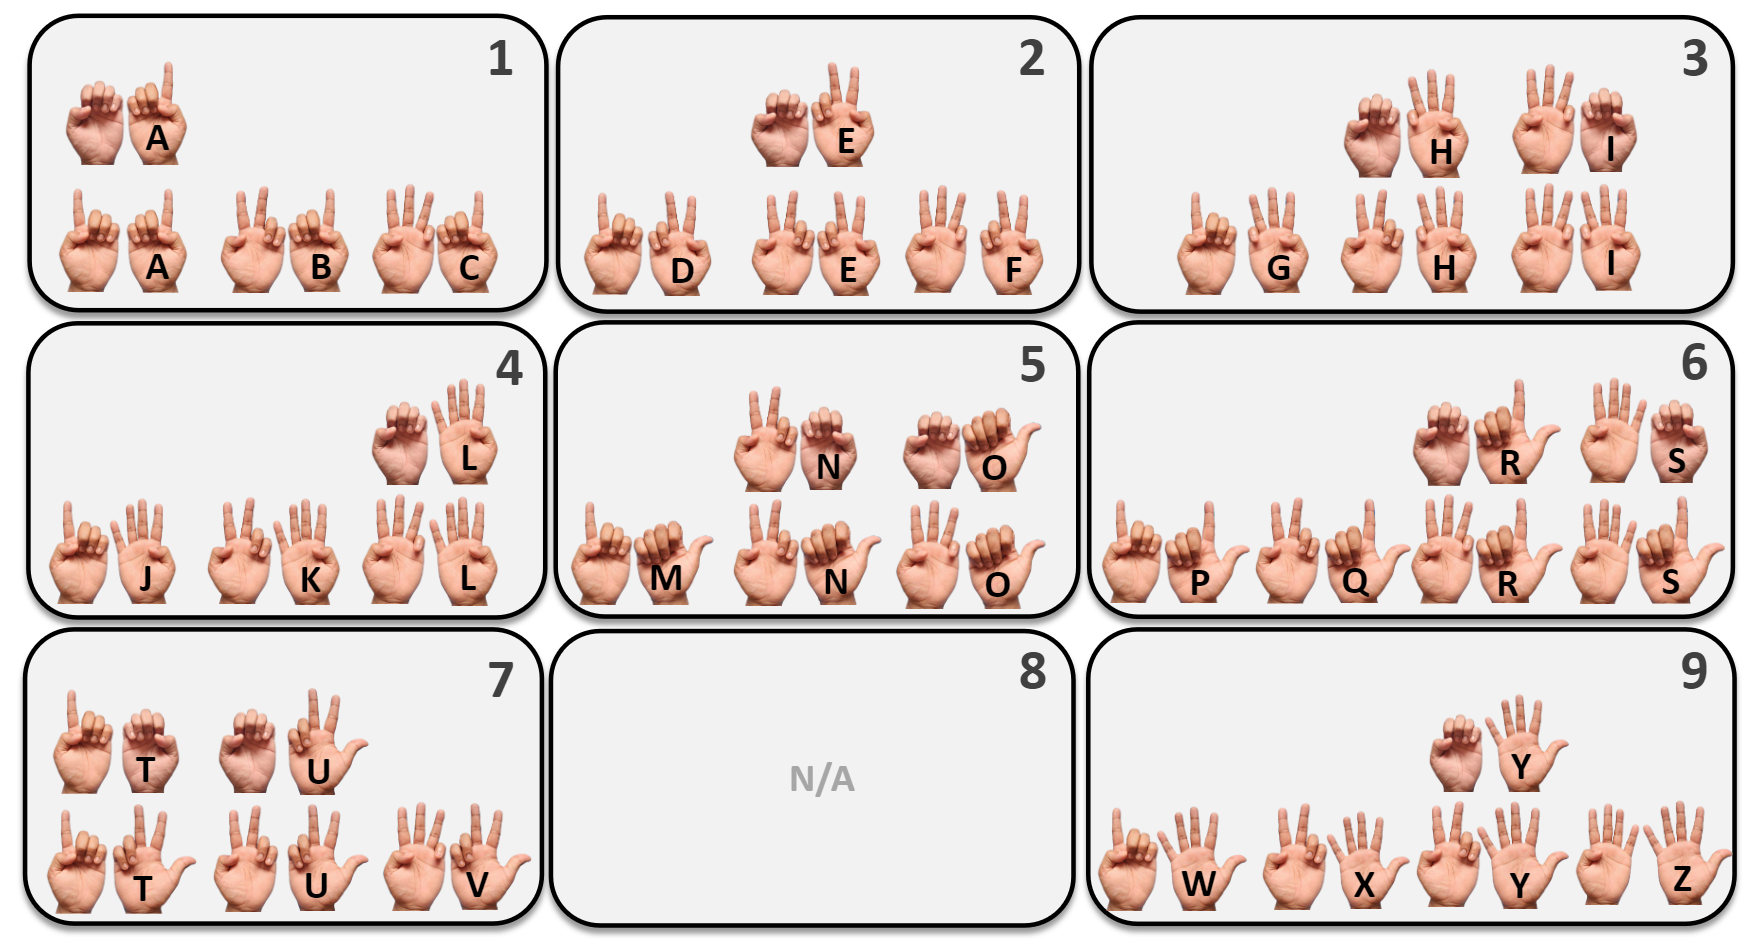 1
A
A B C
2
E
D E F
3
H I
G H I
4
L
J K L
5
N O
M N O
6
R S
P Q R S
7
T U
T U V
8
N/A
9
Y
W X Y Z